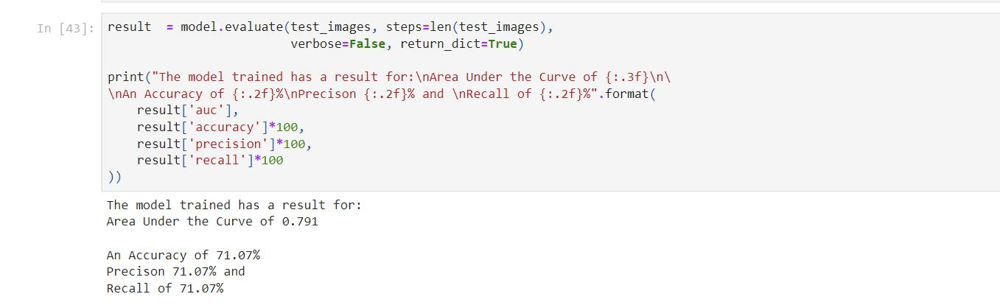 In [43]: result = model.evaluate(test_images, steps=len(test_images),
verbose=False, return_dict=True)
print("The model trained has a result for:\nArea Under the Curve of {:.3f}\n\
\nAn Accuracy of {:.2f}%\nPrecison {:.2f}% and \nRecall of {:.2f}%".format(
result['auc'],
result['accuracy']*100,
result['precision']*100,
result['recall']*100
))
The model trained has a result for:
Area Under the Curve of 0.791
An Accuracy of 71.07%
Precison 71.07% and
Recall of 71.07%